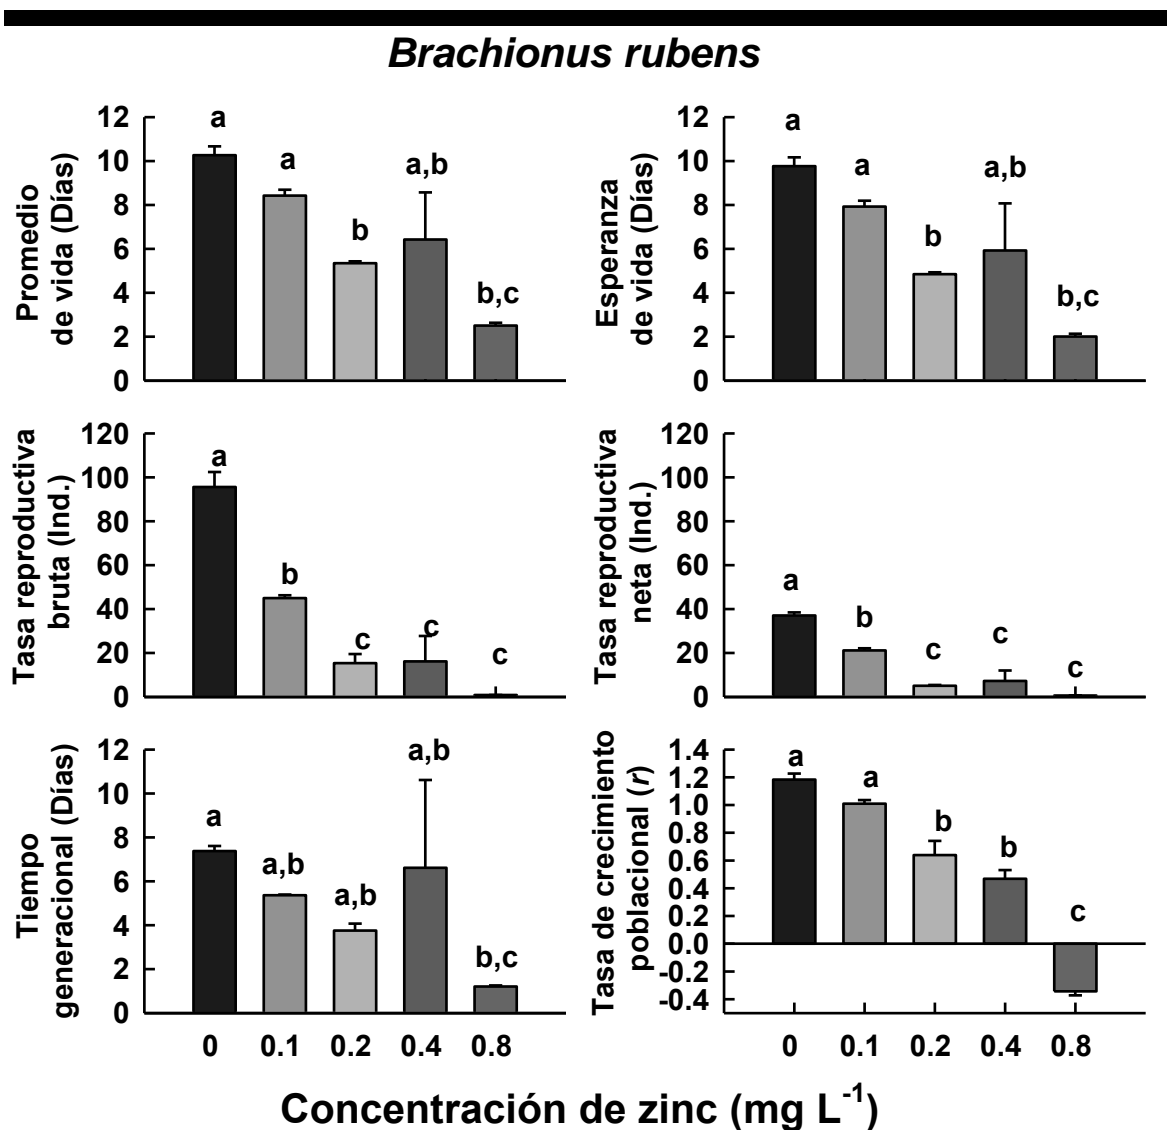 Brachionus rubens
Promedio
de vida (Días)
12
10
8
6
4
2
0
a
a
b
a,b
b,c
Esperanza
de vida (Días)
12
10
8
6
4
2
0
a
a
b
a,b
b,c
Tasa reproductiva
bruta (Ind.)
120
100
80
60
40
20
0
a
b
c
c
c
Tasa reproductiva
neta (Ind.)
120
100
80
60
40
20
0
a
b
c
c
c
Tiempo
generacional (Días)
12
10
8
6
4
2
0
a
a,b
a,b
a,b
b,c
0 0.1 0.2 0.4 0.8
Tasa de crecimiento
poblacional (r)
1.4
1.2
1.0
0.8
0.6
0.4
0.2
0.0
-0.2
-0.4
a
a
b
b
c
0 0.1 0.2 0.4 0.8
Concentración de zinc (mg L⁻¹)